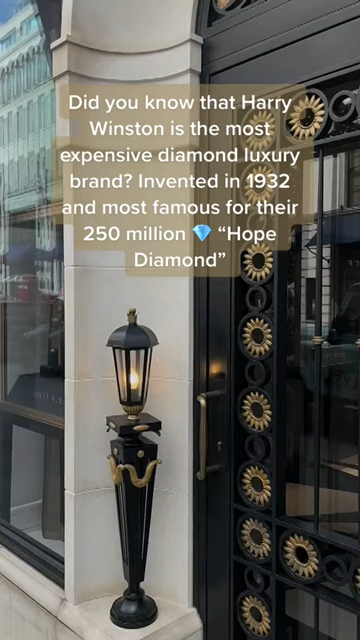 Did you know that Harry
Winston is the most
expensive diamond luxury
brand? Invented in 1932
and most famous for their
250 million 💎 “Hope
Diamond”